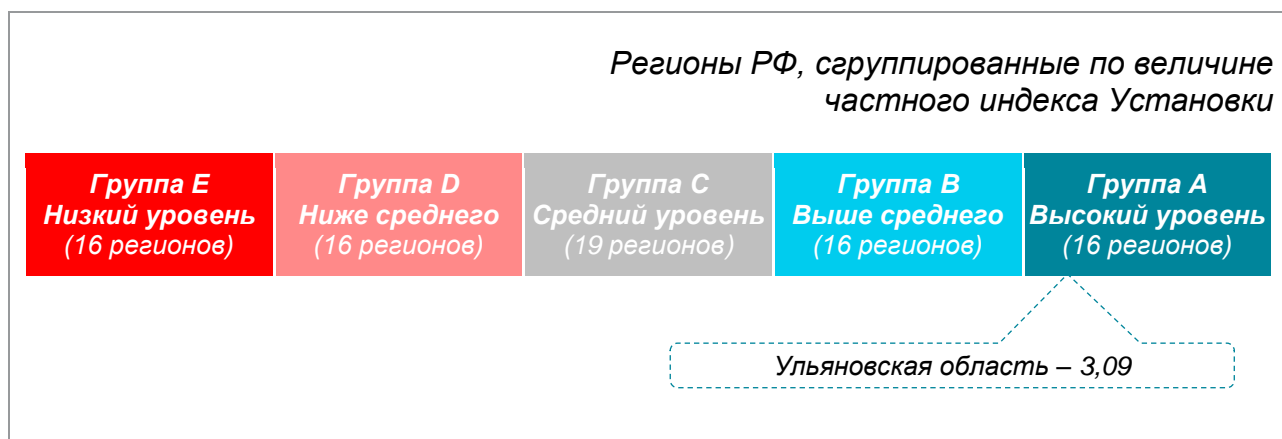 Регионы РФ, сгруппированные по величине
частного индекса Установки
Группа E
Низкий уровень
(16 регионов)
Группа D
Ниже среднего
(16 регионов)
Группа C
Средний уровень
(19 регионов)
Группа B
Выше среднего
(16 регионов)
Группа A
Высокий уровень
(16 регионов)
Ульяновская область – 3,09